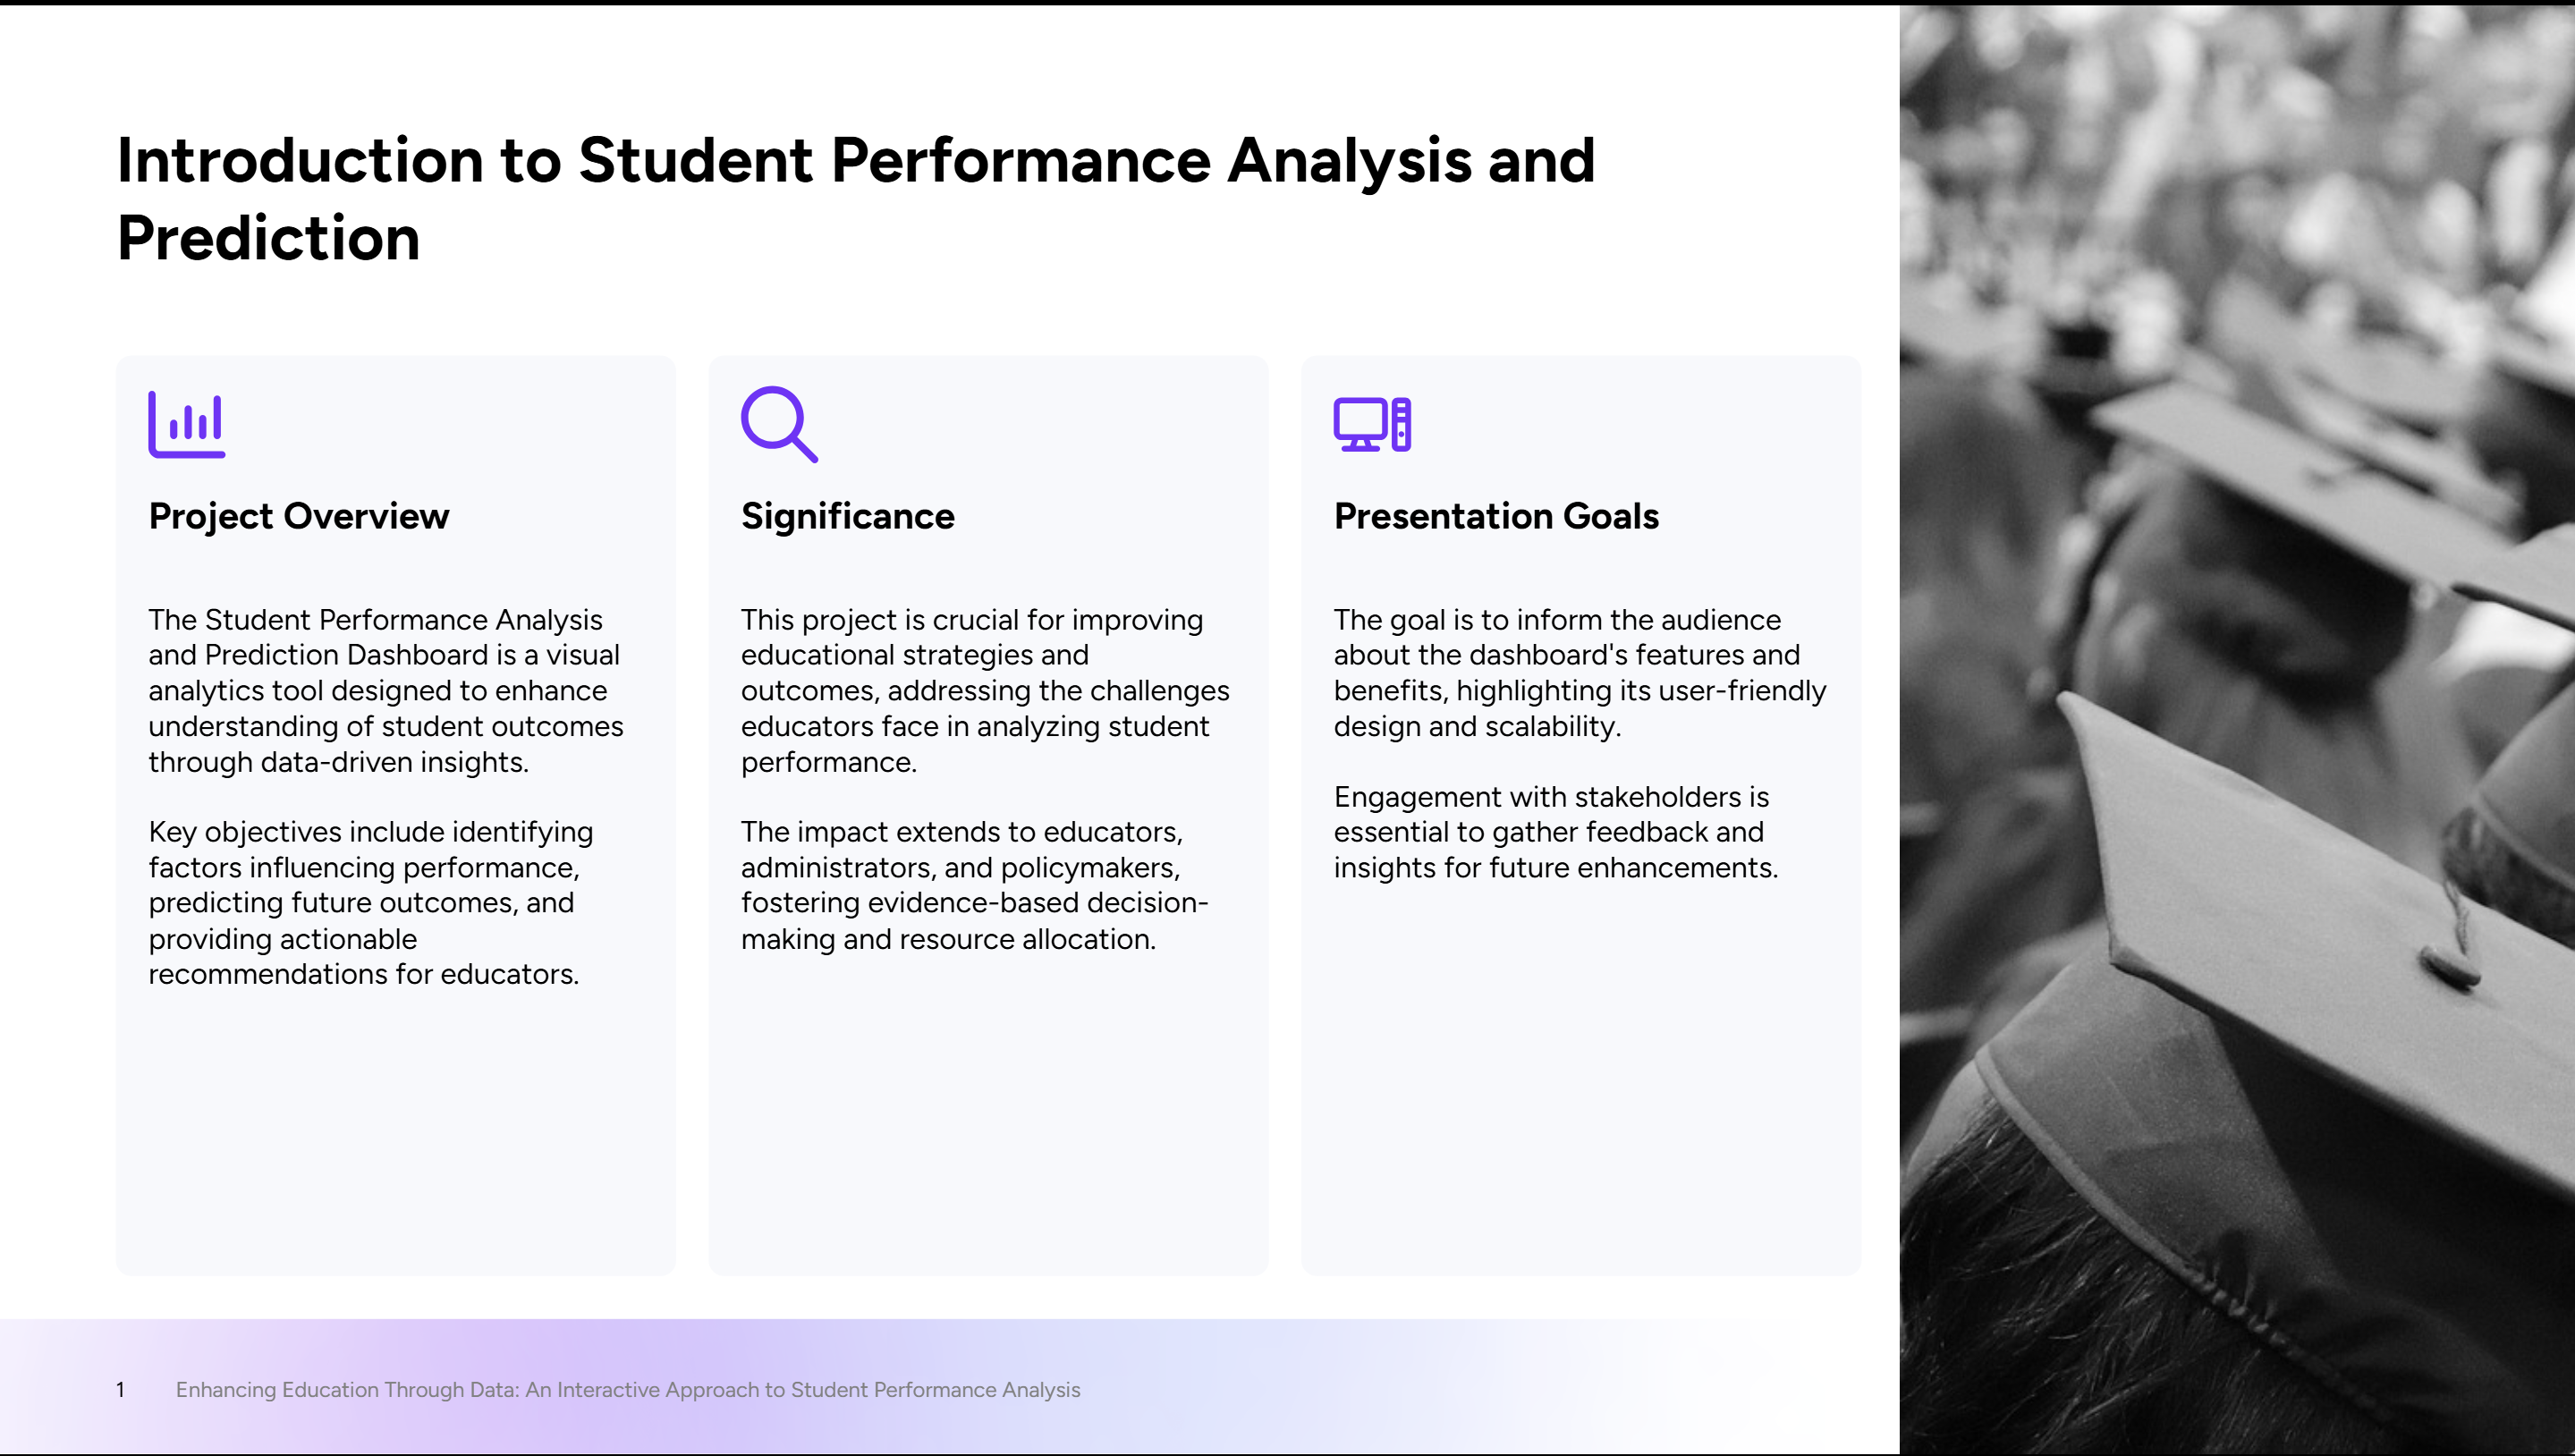 Introduction to Student Performance Analysis and
Prediction
Project Overview
The Student Performance Analysis
and Prediction Dashboard is a visual
analytics tool designed to enhance
understanding of student outcomes
through data-driven insights.
Key objectives include identifying
factors influencing performance,
predicting future outcomes, and
providing actionable
recommendations for educators.
Significance
This project is crucial for improving
educational strategies and
outcomes, addressing the challenges
educators face in analyzing student
performance.
The impact extends to educators,
administrators, and policymakers,
fostering evidence-based decision-
making and resource allocation.
Presentation Goals
The goal is to inform the audience
about the dashboard's features and
benefits, highlighting its user-friendly
design and scalability.
Engagement with stakeholders is
essential to gather feedback and
insights for future enhancements.
1
Enhancing Education Through Data: An Interactive Approach to Student Performance Analysis